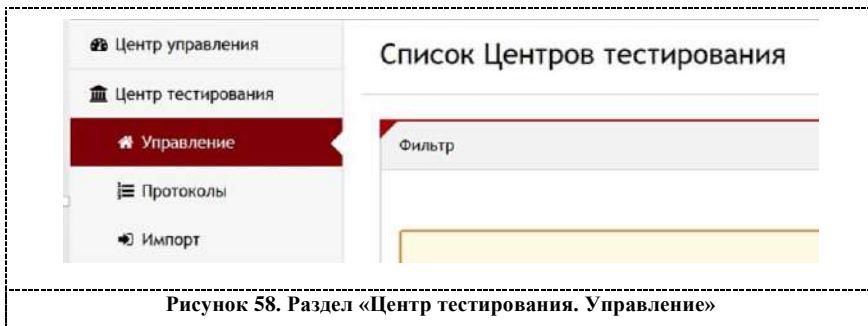 Центр управления
Список Центров тестирования
Центр тестирования
Управление
Фильтр
Протоколы
Импорт
Рисунок 58. Раздел «Центр тестирования. Управление»